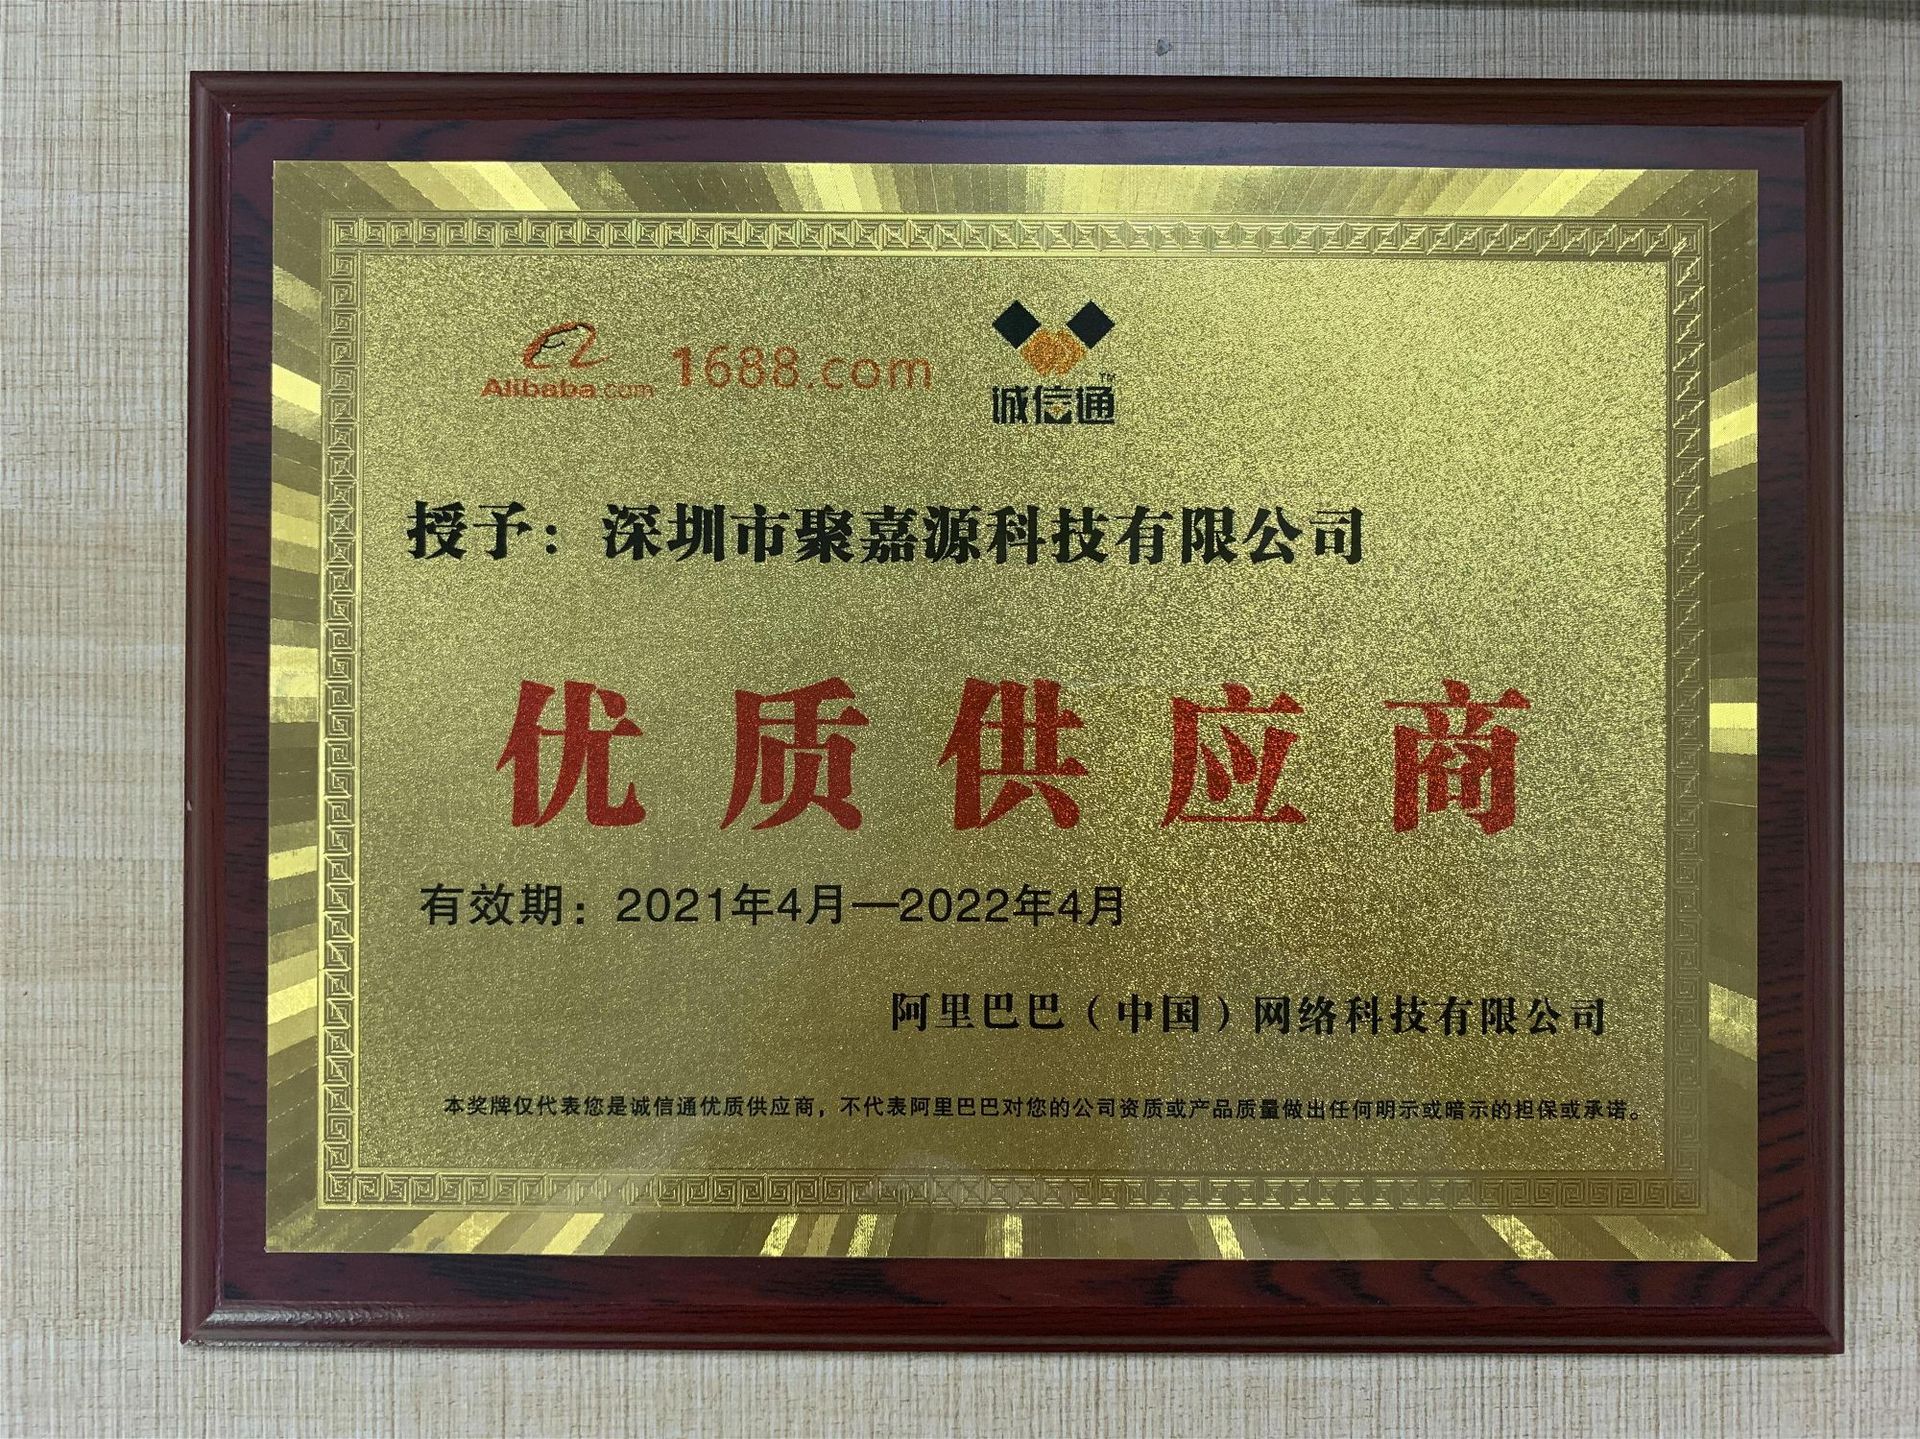 Alibaba.com 1688.com 诚信通™
授予：深圳市聚嘉源科技有限公司
优质供应商
有效期：2021年4月—2022年4月
阿里巴巴（中国）网络科技有限公司
本奖牌仅代表您是诚信通优质供应商，不代表阿里巴巴对您的公司资质或产品质量做出任何明示或暗示的担保或承诺。